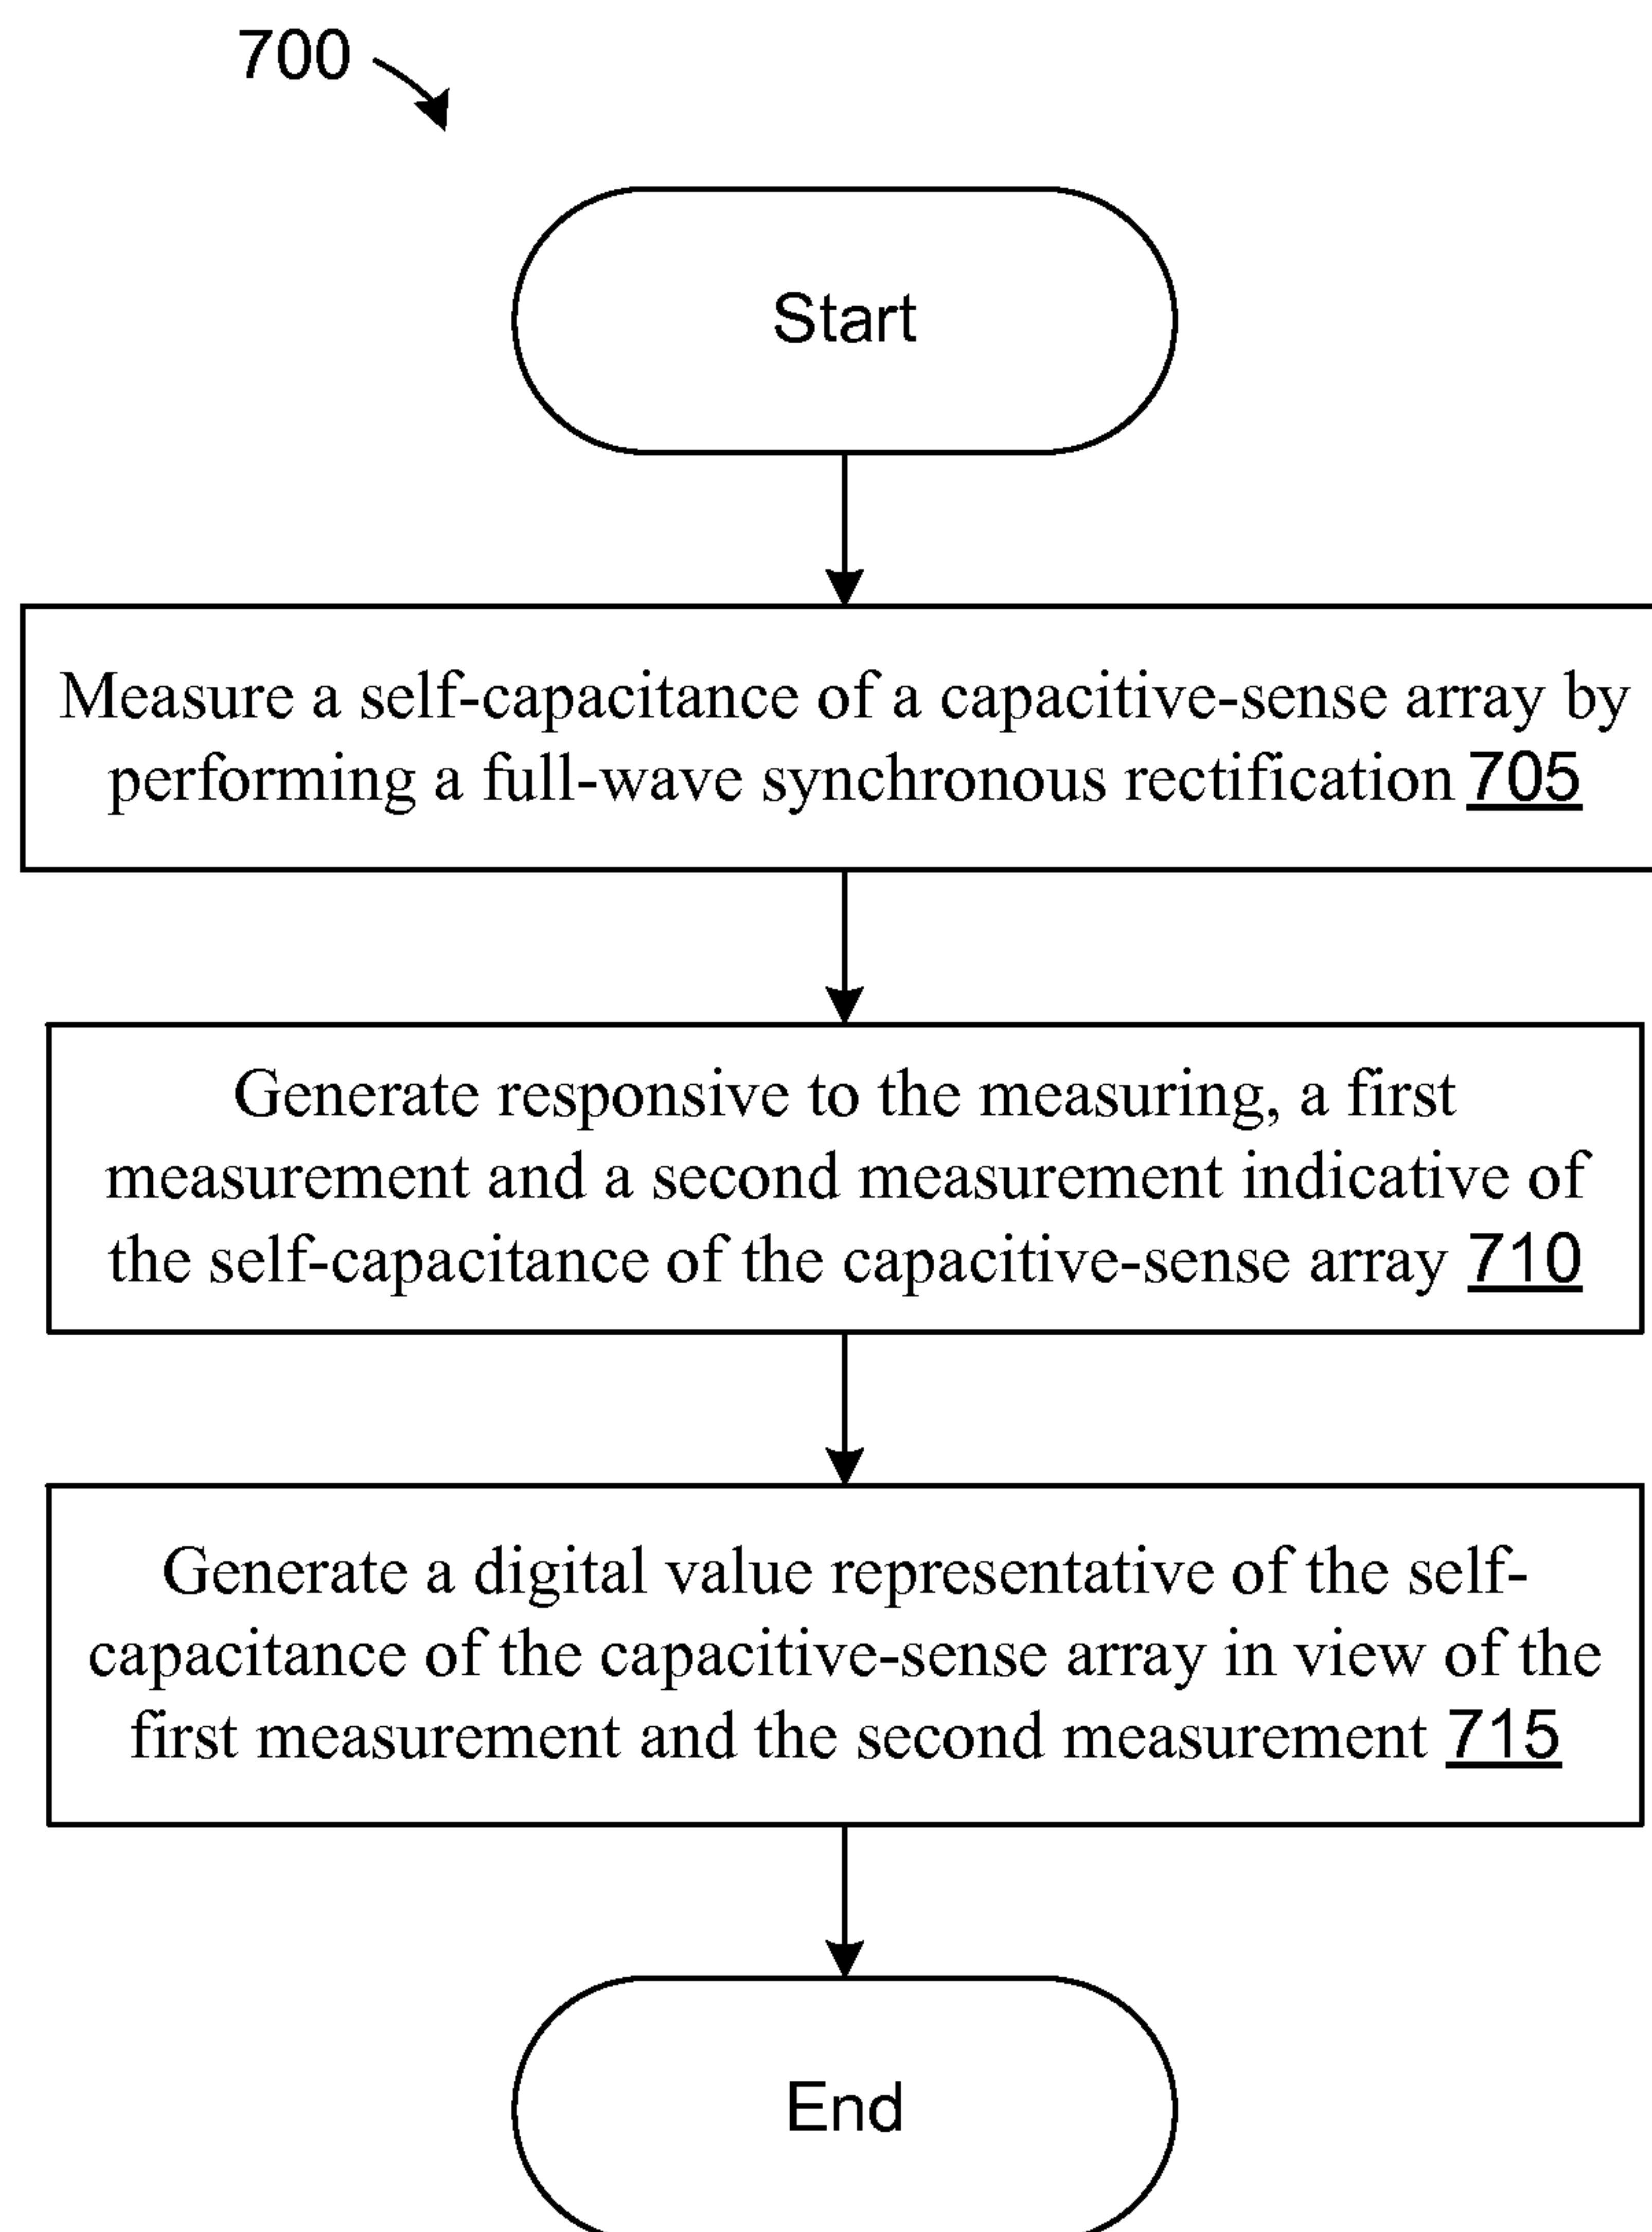 700
Start
Measure a self-capacitance of a capacitive-sense array by
performing a full-wave synchronous rectification 705
Generate responsive to the measuring, a first
measurement and a second measurement indicative of
the self-capacitance of the capacitive-sense array 710
Generate a digital value representative of the self-
capacitance of the capacitive-sense array in view of the
first measurement and the second measurement 715
End